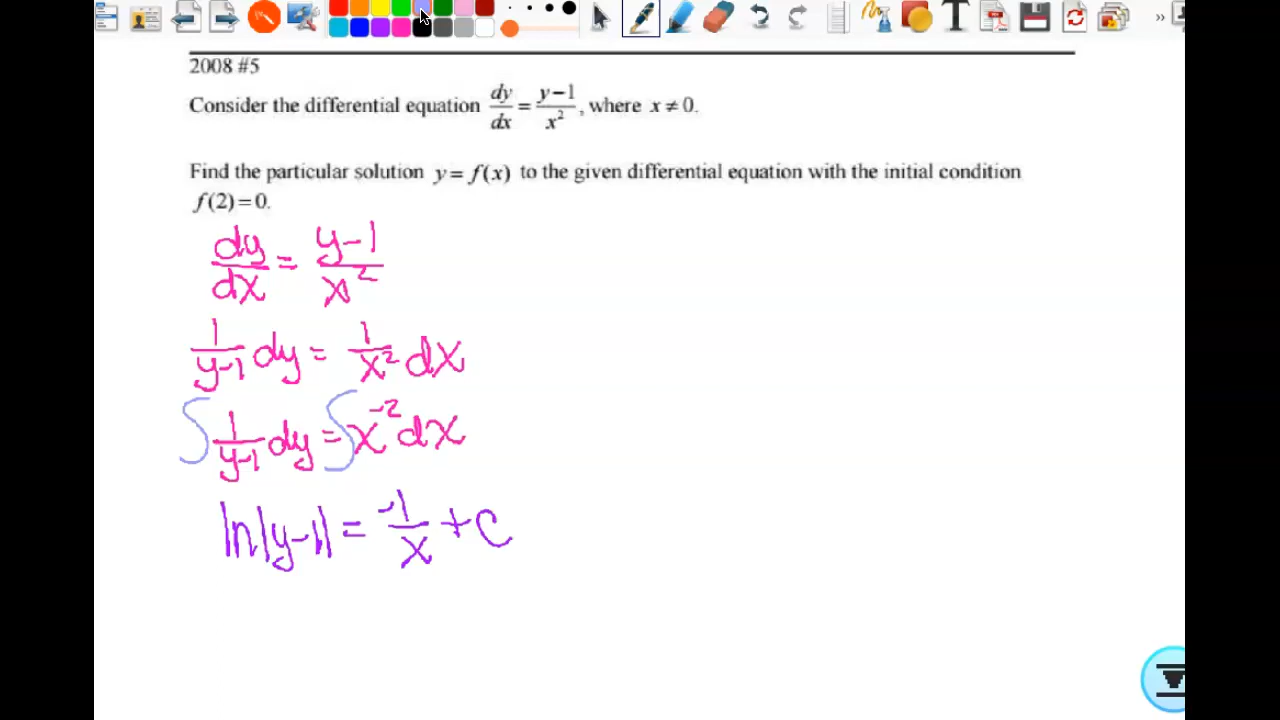 2008 #5
Consider the differential equation dy/dx = y−1/x², where x≠0.
Find the particular solution y=f(x) to the given differential equation with the initial condition
f(2)=0.
dy/dx = y-1/x²
1/y-1 dy = 1/x² dx
∫ 1/y-1 dy = ∫ x⁻² dx
ln|y-1| = -1/x + C
T
»